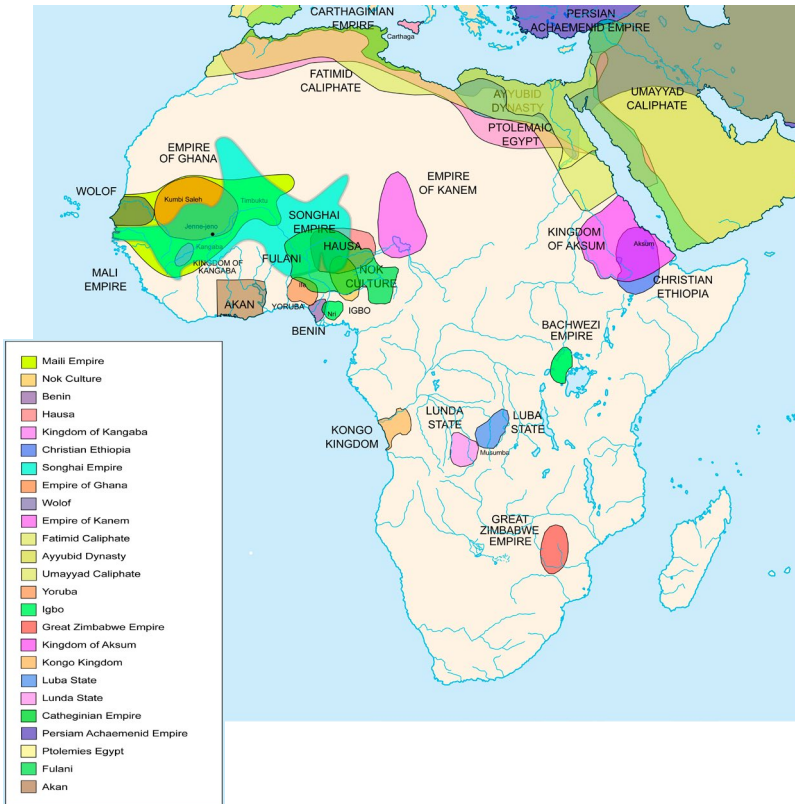 CARTHAGINIAN
EMPIRE
Carthaga
PERSIAN
ACHAEMENID EMPIRE
FATIMID
CALIPHATE
AYYUBID
DYNASTY
UMAYYAD
CALIPHATE
PTOLEMAIC
EGYPT
EMPIRE
OF GHANA
WOLOF
Kumbi Saleh
Timbuktu
EMPIRE
OF KANEM
SONGHAI
EMPIRE
Jenne-jeno
Kangaba
HAUSA
KINGDOM
OF AKSUM
Aksum
KINGDOM OF
KANGABA
FULANI
NOK
CULTURE
MALI
EMPIRE
CHRISTIAN
ETHIOPIA
Ife
AKAN
YORUBA
Nri
IGBO
BENIN
BACHWEZI
EMPIRE
LUNDA
STATE
LUBA
STATE
KONGO
KINGDOM
Musumba
GREAT
ZIMBABWE
EMPIRE
Maili Empire
Nok Culture
Benin
Hausa
Kingdom of Kangaba
Christian Ethiopia
Songhai Empire
Empire of Ghana
Wolof
Empire of Kanem
Fatimid Caliphate
Ayyubid Dynasty
Umayyad Caliphate
Yoruba
Igbo
Great Zimbabwe Empire
Kingdom of Aksum
Kongo Kingdom
Luba State
Lunda State
Catheginian Empire
Persiam Achaemenid Empire
Ptolemies Egypt
Fulani
Akan